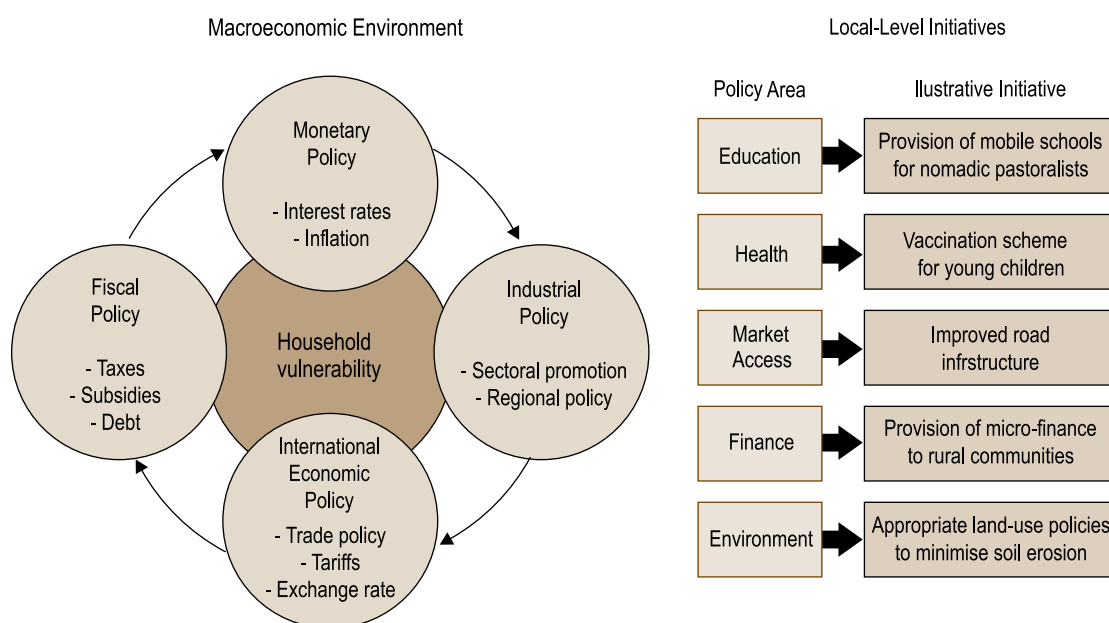 Macroeconomic Environment
Monetary
Policy
- Interest rates
- Inflation
Fiscal
Policy
- Taxes
- Subsidies
- Debt
Household
vulnerability
Industrial
Policy
- Sectoral promotion
- Regional policy
International
Economic
Policy
- Trade policy
- Tariffs
- Exchange rate
Local-Level Initiatives
Policy Area
Ilustrative Initiative
Education
Provision of mobile schools
for nomadic pastoralists
Health
Vaccination scheme
for young children
Market
Access
Improved road
infrstructure
Finance
Provision of micro-finance
to rural communities
Environment
Appropriate land-use policies
to minimise soil erosion